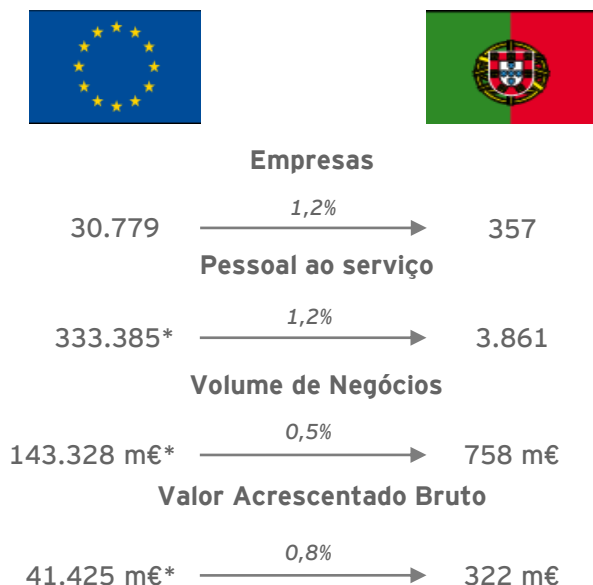 Empresas
30.779 1,2% 357
Pessoal ao serviço
333.385* 1,2% 3.861
Volume de Negócios
143.328 m€* 0,5% 758 m€
Valor Acrescentado Bruto
41.425 m€* 0,8% 322 m€